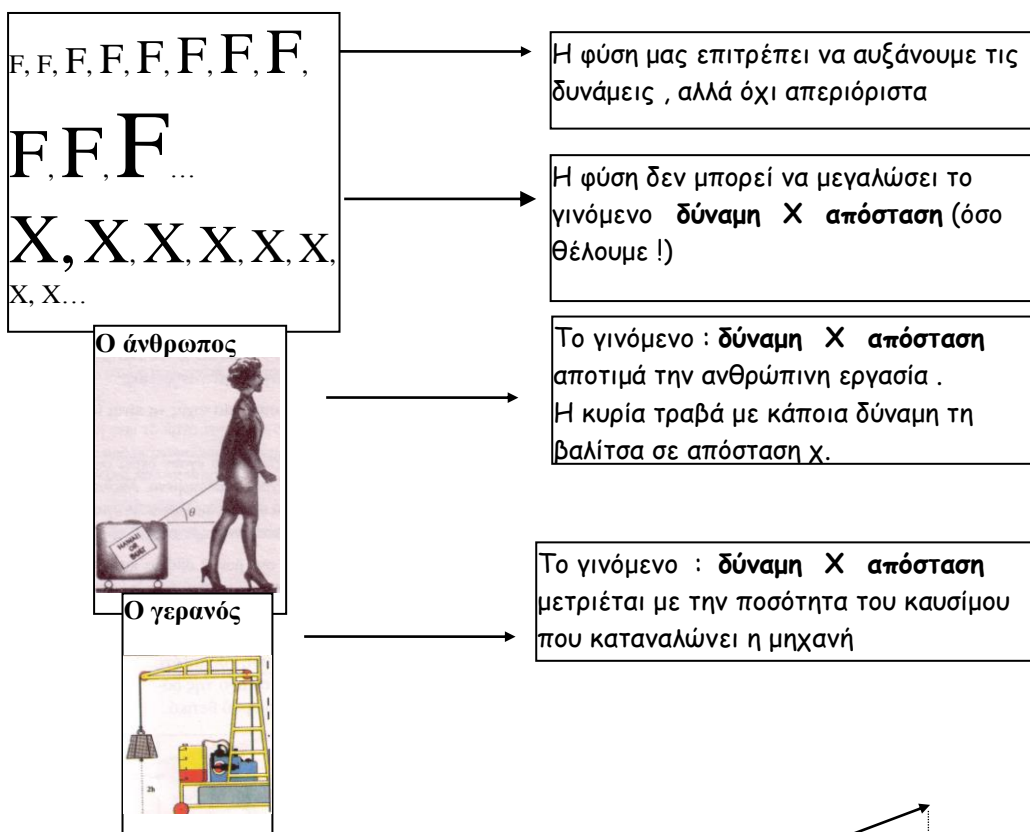 F, F, F, F, F, F, F, F,
F, F, F...
X, X, X, X, X, X,
X, X...
Η φύση μας επιτρέπει να αυξάνουμε τις
δυνάμεις , αλλά όχι απεριόριστα
Η φύση δεν μπορεί να μεγαλώσει το
γινόμενο δύναμη Χ απόσταση (όσο
θέλουμε !)
Ο άνθρωπος
θ
Το γινόμενο : δύναμη Χ απόσταση
αποτιμά την ανθρώπινη εργασία .
Η κυρία τραβά με κάποια δύναμη τη
βαλίτσα σε απόσταση χ.
Ο γερανός
2h
Το γινόμενο : δύναμη Χ απόσταση
μετριέται με την ποσότητα του καυσίμου
που καταναλώνει η μηχανή